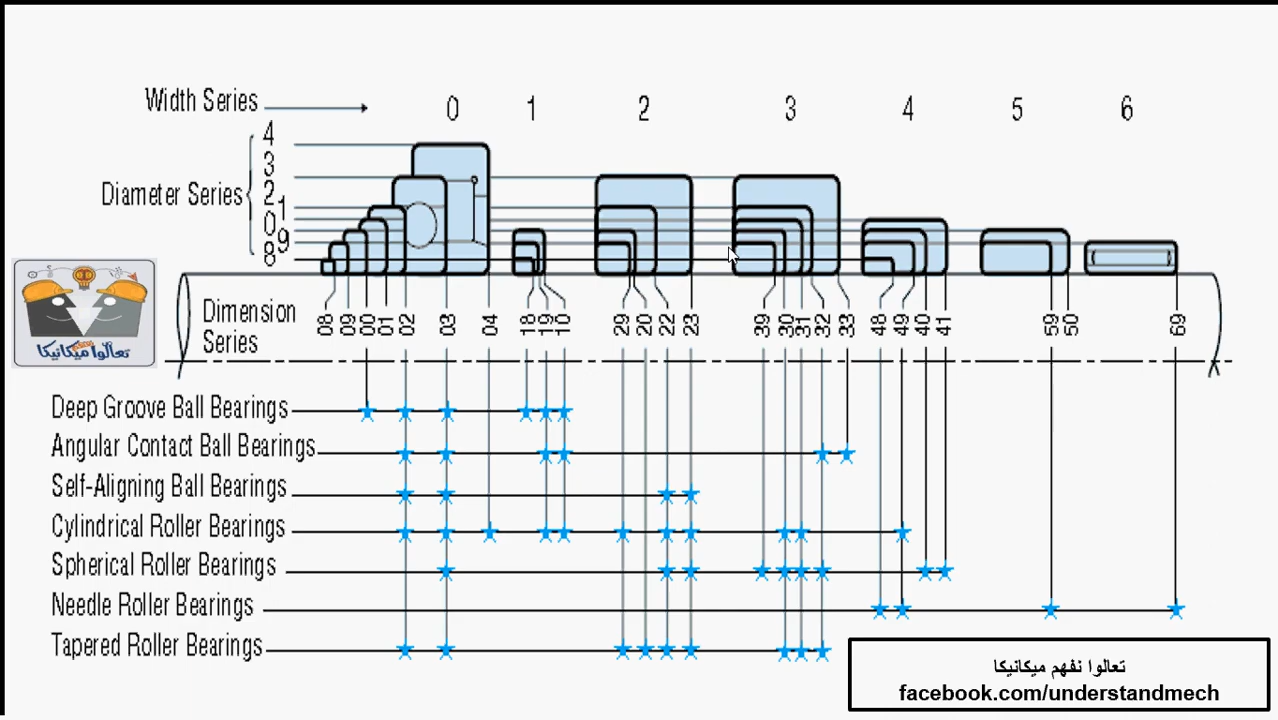 Width Series 0 1 2 3 4 5 6
4
3
Diameter Series 2
1
0
9
8
Dimension Series
08 09 00 01 02 03 04 18 19 10 29 20 22 23 39 30 31 32 33 48 49 40 41 59 50 69
تعالوا نفهم ميكانيكا
Deep Groove Ball Bearings
Angular Contact Ball Bearings
Self-Aligning Ball Bearings
Cylindrical Roller Bearings
Spherical Roller Bearings
Needle Roller Bearings
Tapered Roller Bearings
تعالوا نفهم ميكانيكا
facebook.com/understandmech